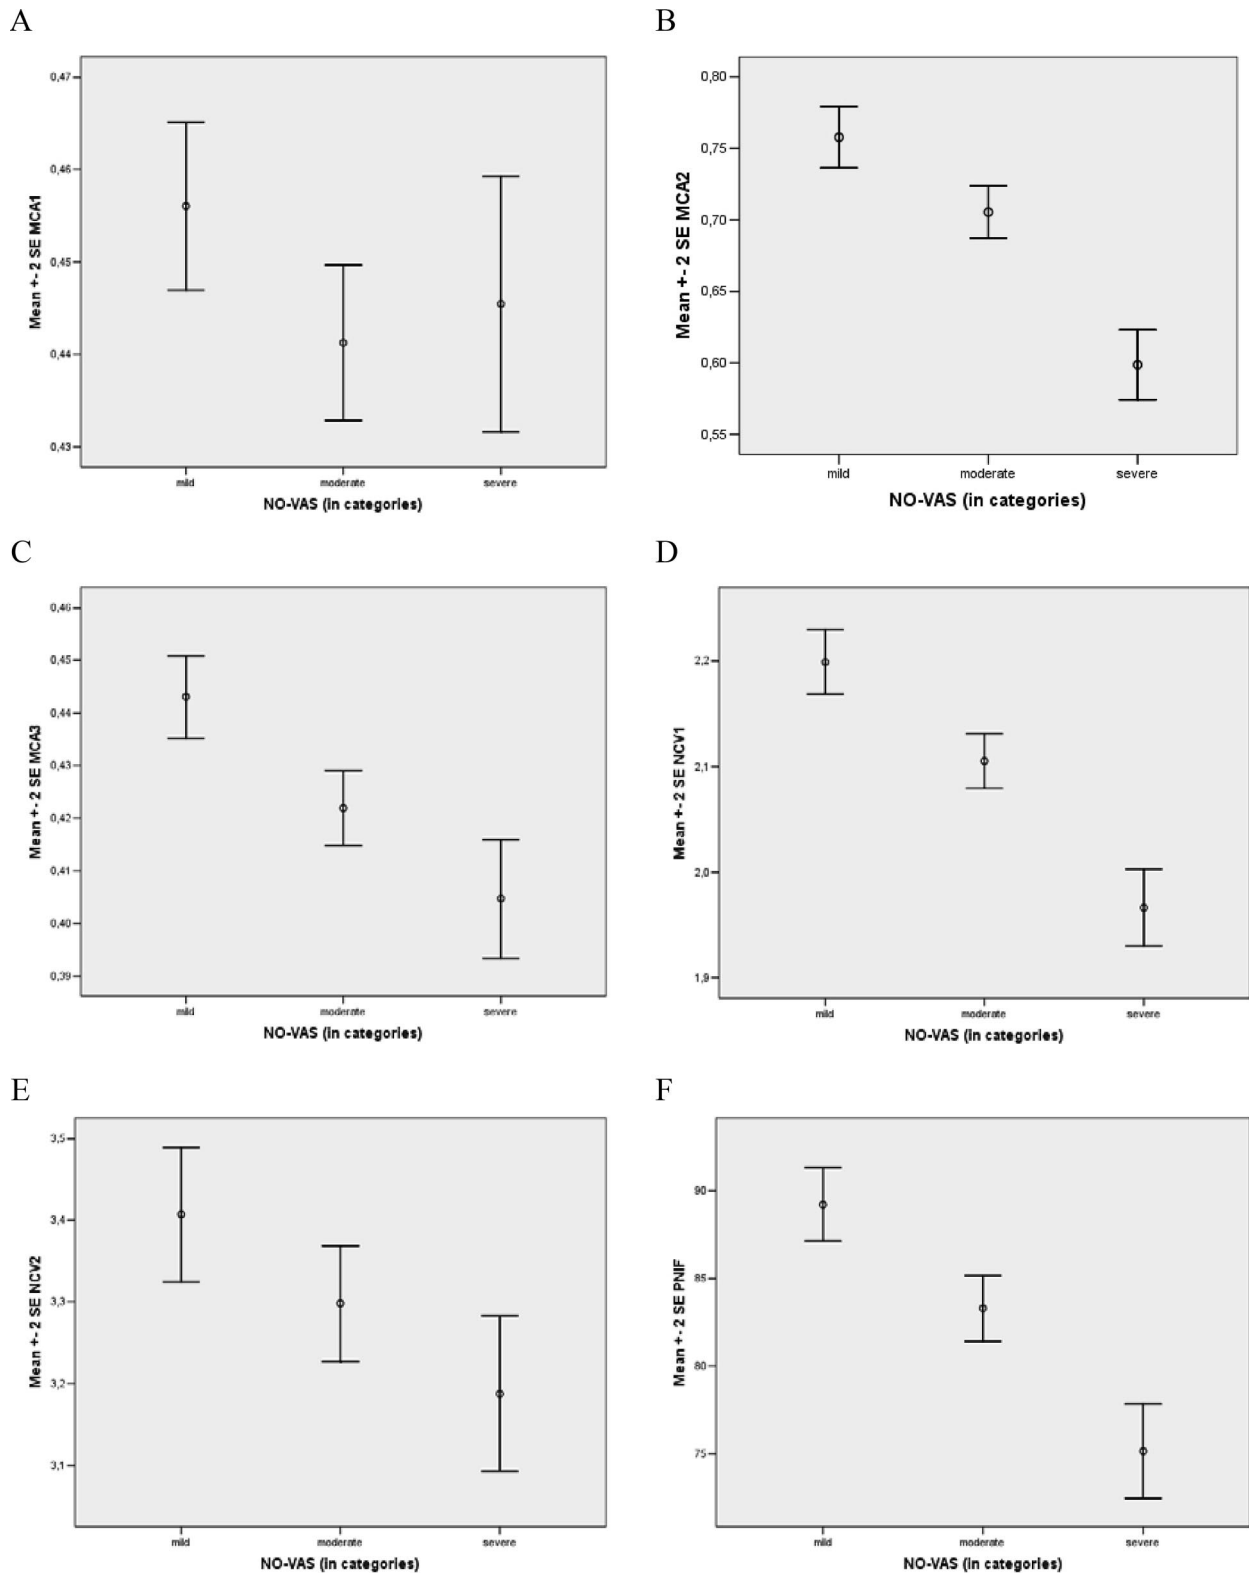 A
0,47
0,46
0,45
0,44
0,43
Mean +- 2 SE MCA1
mild
moderate
severe
NO-VAS (in categories)
B
0,80
0,75
0,70
0,65
0,60
0,55
Mean +- 2 SE MCA2
mild
moderate
severe
NO-VAS (in categories)
C
0,46
0,45
0,44
0,43
0,42
0,41
0,40
0,39
Mean +- 2 SE MCA3
mild
moderate
severe
NO-VAS (in categories)
D
2,2
2,1
2,0
1,9
Mean +- 2 SE NCV1
mild
moderate
severe
NO-VAS (in categories)
E
3,5
3,4
3,3
3,2
3,1
Mean +- 2 SE NCV2
mild
moderate
severe
NO-VAS (in categories)
F
90
85
80
75
Mean +- 2 SE PNIF
mild
moderate
severe
NO-VAS (in categories)